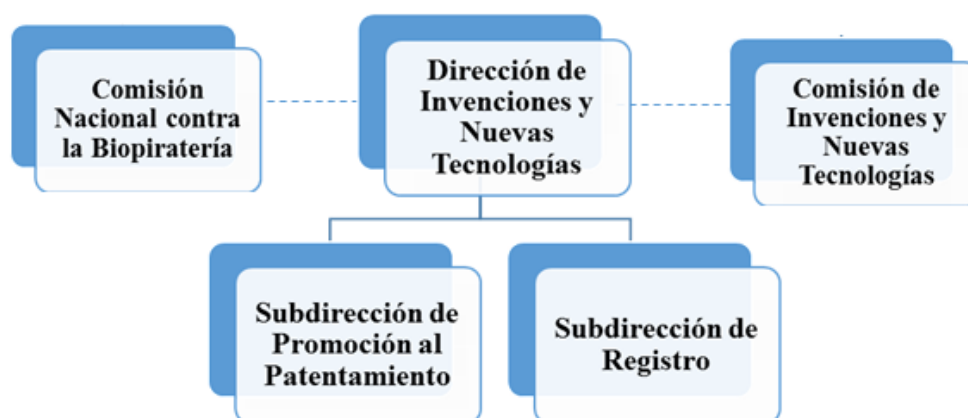 Comisión
Nacional contra
la Biopiratería
Dirección de
Invenciones y
Nuevas
Tecnologías
Comisión de
Invenciones y
Nuevas
Tecnologías
Subdirección de
Promoción al
Patentamiento
Subdirección de
Registro